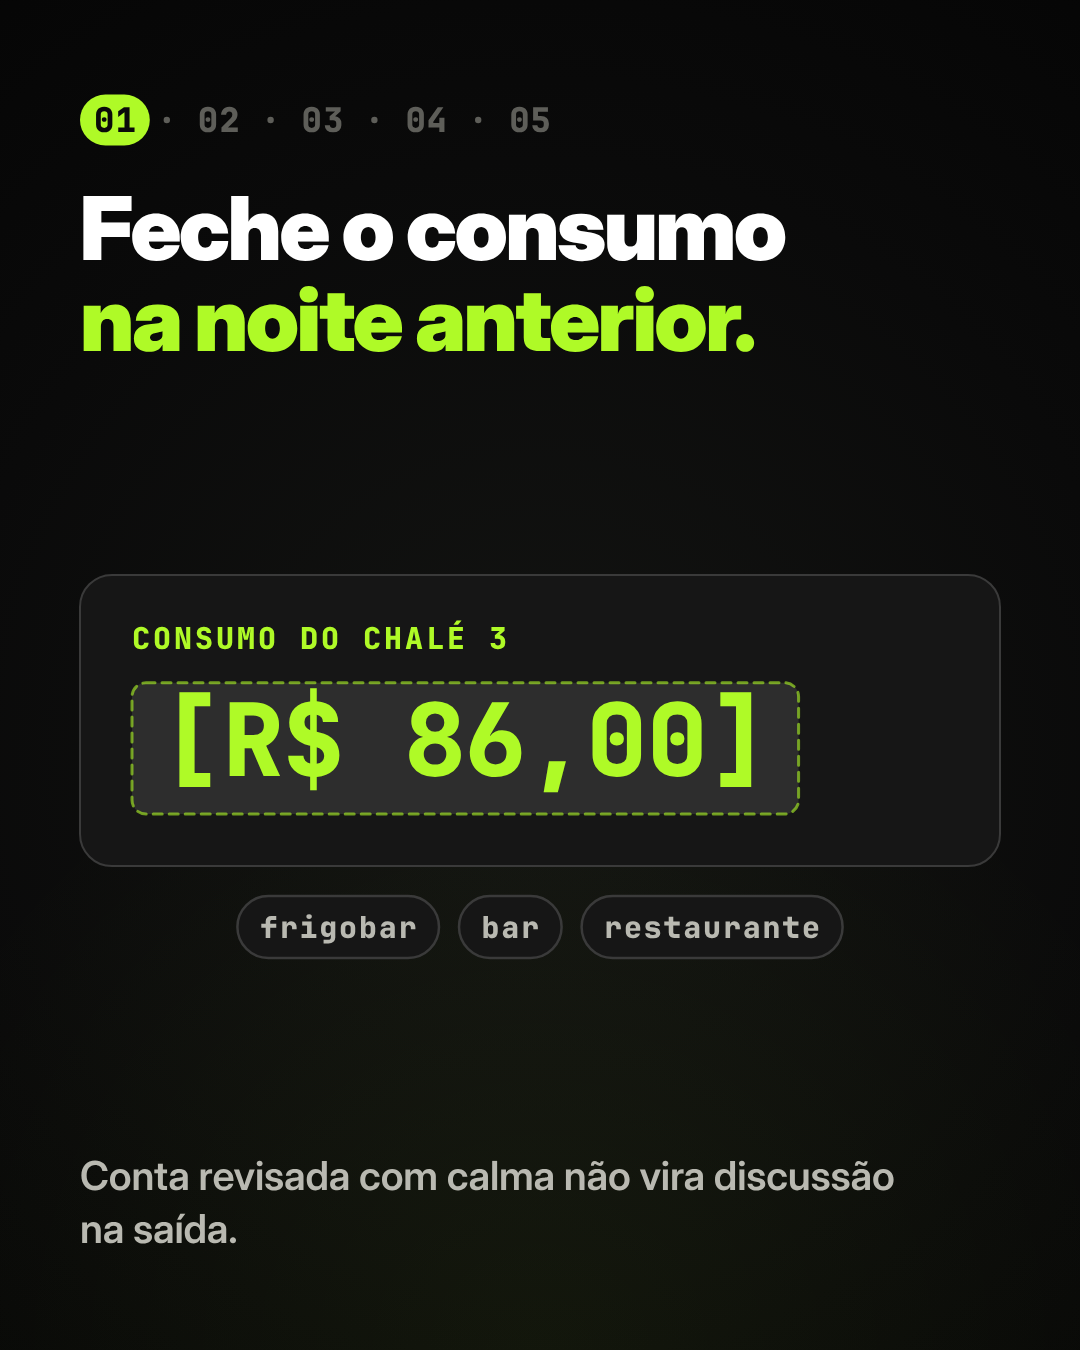 01 · 02 · 03 · 04 · 05
Feche o consumo
na noite anterior.
CONSUMO DO CHALÉ 3
[R$ 86,00]
frigobar bar restaurante
Conta revisada com calma não vira discussão
na saída.